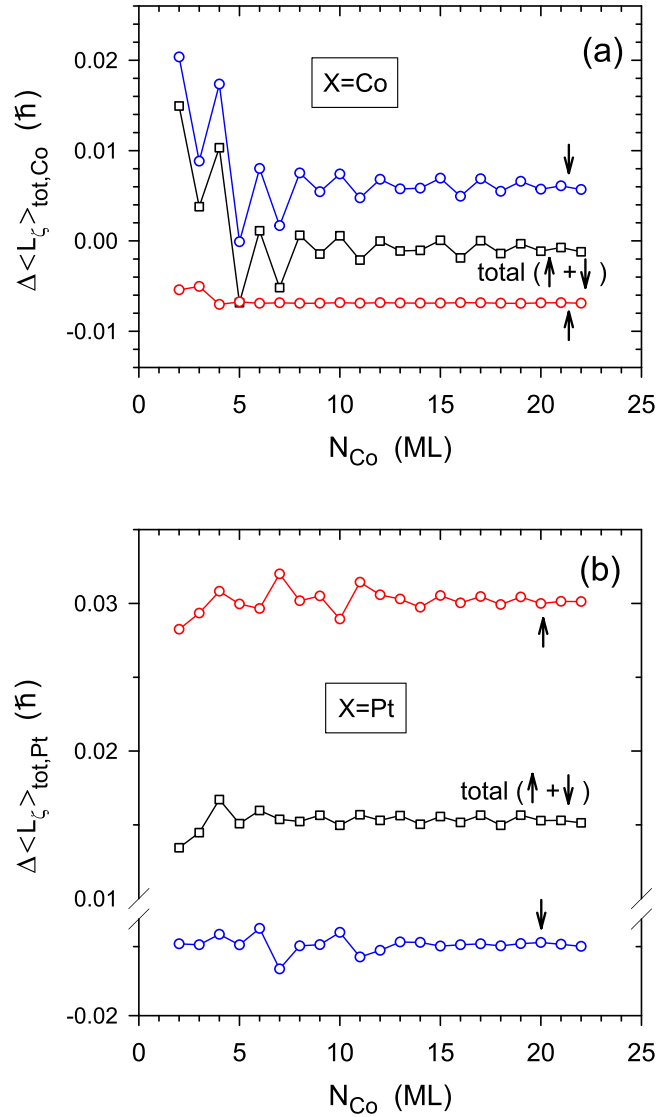 (a)
X=Co
Δ<L_ζ>_tot,Co (ℏ)
0.02
0.01
0.00
-0.01
total (↑+↓)
0 5 10 15 20 25
N_Co (ML)
(b)
X=Pt
Δ<L_ζ>_tot,Pt (ℏ)
0.03
0.02
total (↑+↓)
0.01
-0.02
0 5 10 15 20 25
N_Co (ML)